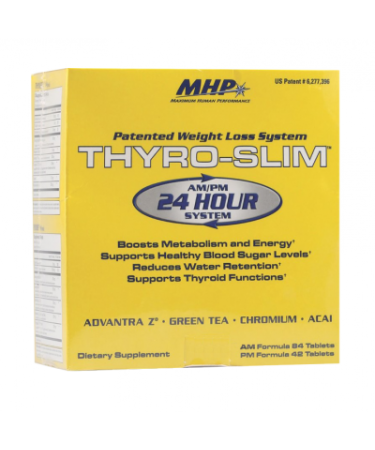 MHP
MAXIMUM HUMAN PERFORMANCE
US Patent # 6,277,396
Patented Weight Loss System
THYRO-SLIM™
AM/PM
24 HOUR
SYSTEM
Boosts Metabolism and Energy†
Supports Healthy Blood Sugar Levels†
Reduces Water Retention†
Supports Thyroid Functions†
ADVANTRA Z® • GREEN TEA • CHROMIUM • ACAI
Dietary Supplement
AM Formula 84 Tablets
PM Formula 42 Tablets